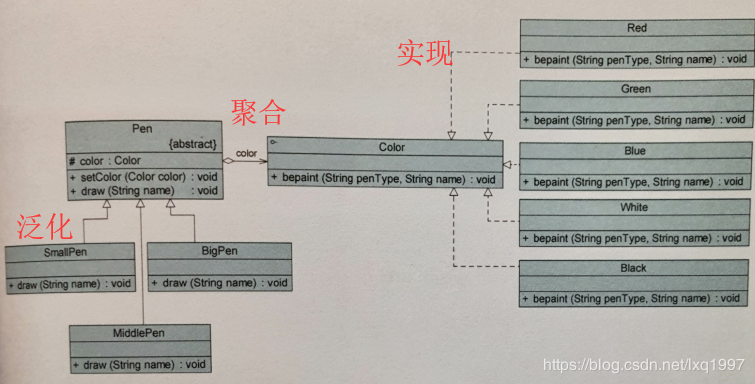 Red
+ bepaint (String penType, String name) : void
实现
Green
+ bepaint (String penType, String name) : void
聚合
Pen
{abstract}
# color : Color
+ setColor (Color color) : void
+ draw (String name) : void
color
Color
+ bepaint (String penType, String name) : void
Blue
+ bepaint (String penType, String name) : void
White
+ bepaint (String penType, String name) : void
泛化
SmallPen
+ draw (String name) : void
BigPen
+ draw (String name) : void
Black
+ bepaint (String penType, String name) : void
MiddlePen
+ draw (String name) : void
https://blog.csdn.net/lxq1997